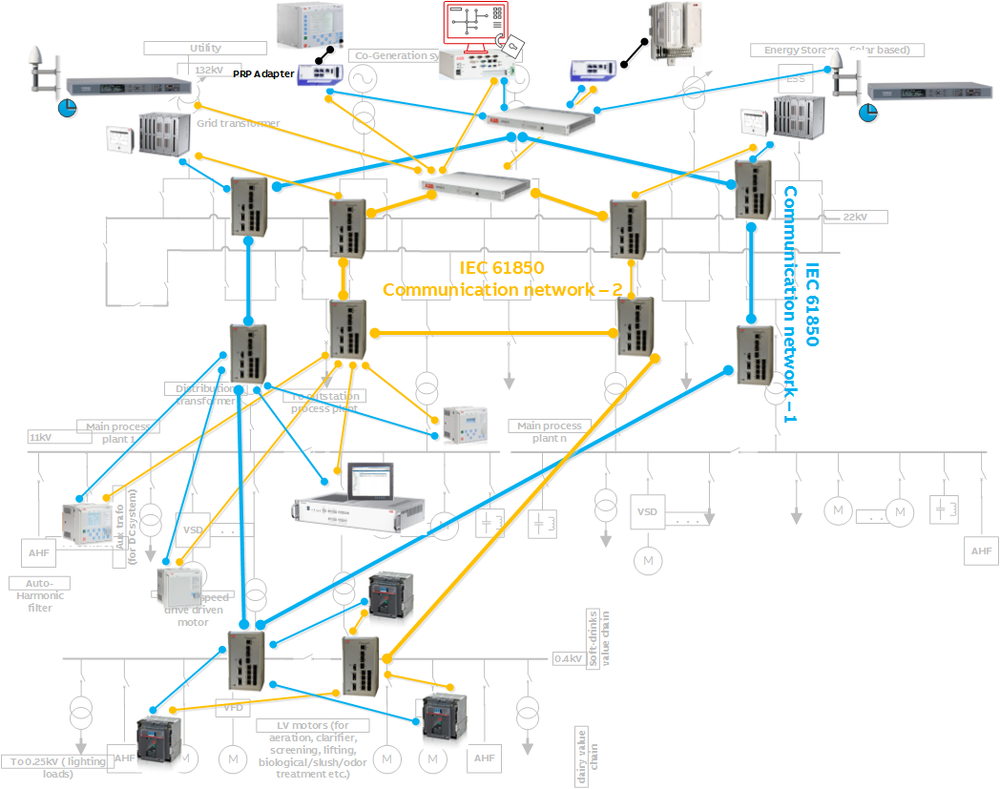 Utility
132kV
PRP Adapter
Co-Generation sy
Energy Storage
Solar based)
ESS
Grid transformer
22kV
IEC 61850
Communication network – 2
IEC 61850
Communication network – 1
Distribution
transformer
To outstation
process plant
Main process
plant 1
11kV
Main process
plant n
Aux trafo
(for DC system)
VSD
. . .
AHF
Auto-
Harmonic
filter
speed
drive driven
motor
M
VSD
. . . .
M
M
. . .
M
AHF
soft-drinks
value chain
0.4kV
VFD
LV motors (for
aeration, clarifier,
screening, lifting,
biological/slush/odor
treatment etc.)
To 0.25kV ( lighting
loads)
AHF
M
M
M
M
AHF
dairy value
chain
ABB
ABB
ABB